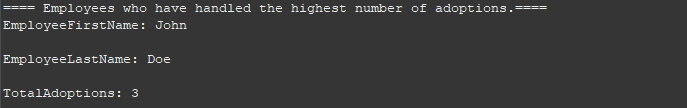 ==== Employees who have handled the highest number of adoptions.====
EmployeeFirstName: John
EmployeeLastName: Doe
TotalAdoptions: 3